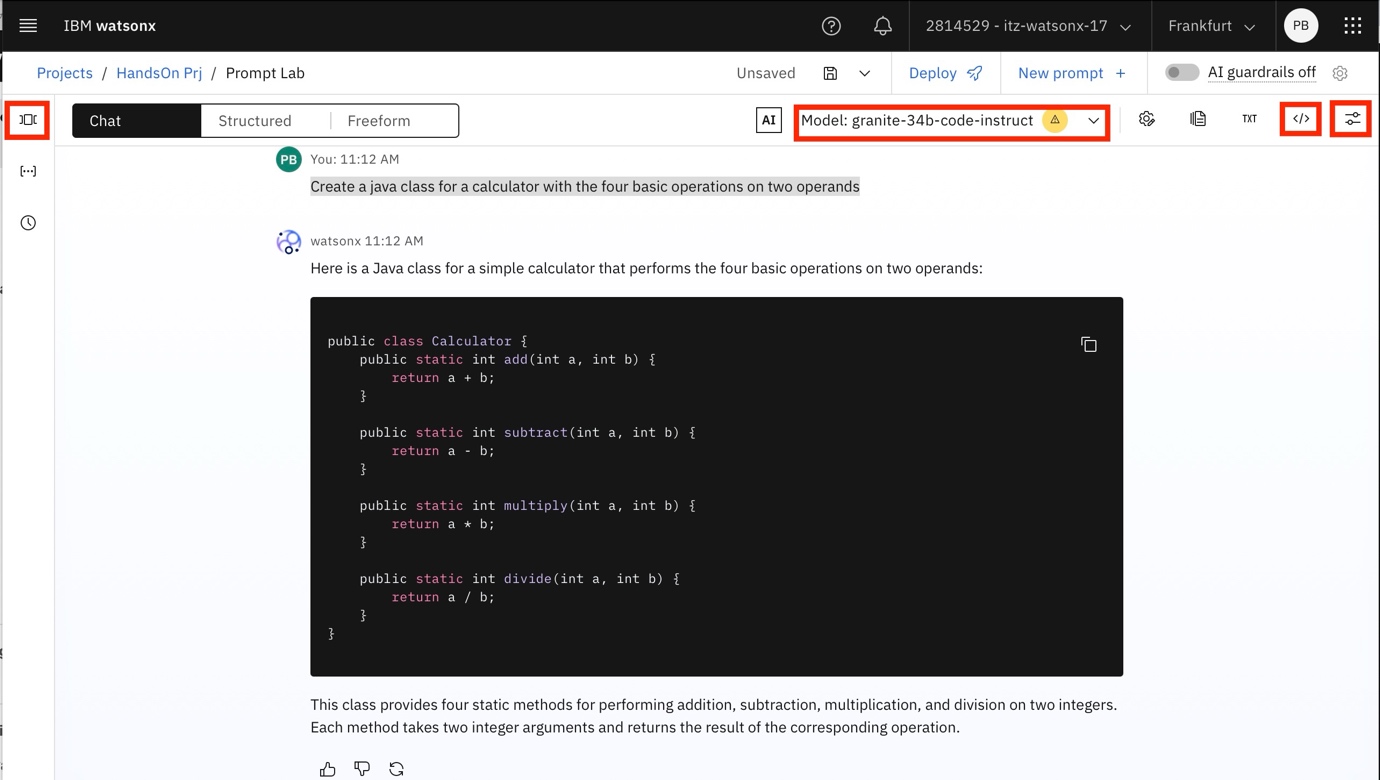 IBM watsonx
2814529 - itz-watsonx-17
Frankfurt
PB
Projects / HandsOn Prj / Prompt Lab
Unsaved
Deploy
New prompt +
AI guardrails off
Chat
Structured
Freeform
AI
Model: granite-34b-code-instruct
TXT
</>
PB
You: 11:12 AM
Create a java class for a calculator with the four basic operations on two operands
watsonx 11:12 AM
Here is a Java class for a simple calculator that performs the four basic operations on two operands:
public class Calculator {
    public static int add(int a, int b) {
        return a + b;
    }
    public static int subtract(int a, int b) {
        return a - b;
    }
    public static int multiply(int a, int b) {
        return a * b;
    }
    public static int divide(int a, int b) {
        return a / b;
    }
}
This class provides four static methods for performing addition, subtraction, multiplication, and division on two integers.
Each method takes two integer arguments and returns the result of the corresponding operation.